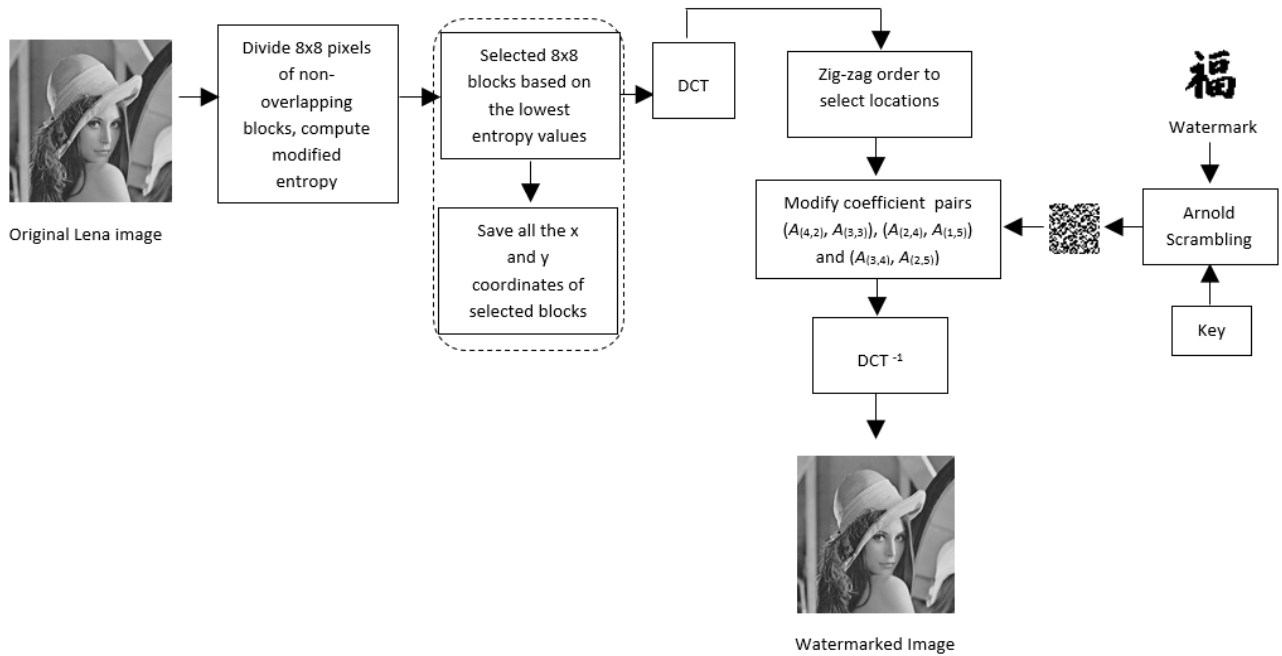 Original Lena image
Divide 8x8 pixels
of non-
overlapping
blocks, compute
modified
entropy
Selected 8x8
blocks based on
the lowest
entropy values
Save all the x
and y
coordinates of
selected blocks
DCT
Zig-zag order to
select locations
Modify coefficient pairs
(A(4,2), A(3,3)), (A(2,4), A(1,5))
and (A(3,4), A(2,5))
DCT -1
Watermarked Image
福
Watermark
Arnold
Scrambling
Key